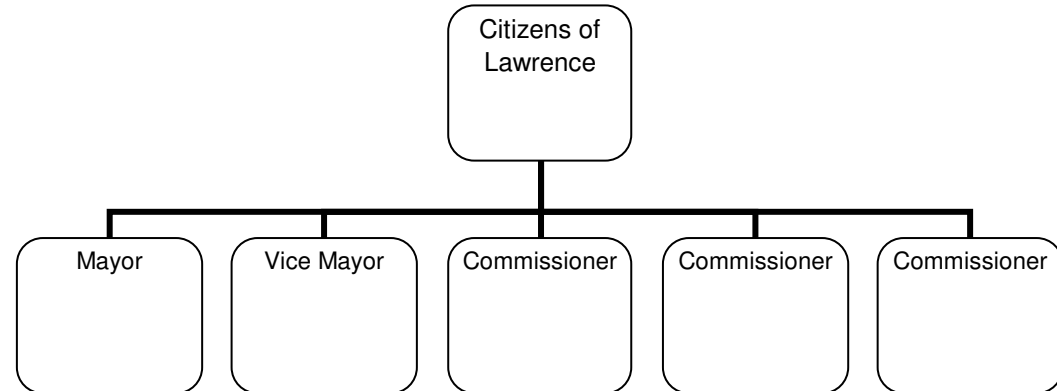 Citizens of
Lawrence
Mayor
Vice Mayor
Commissioner
Commissioner
Commissioner